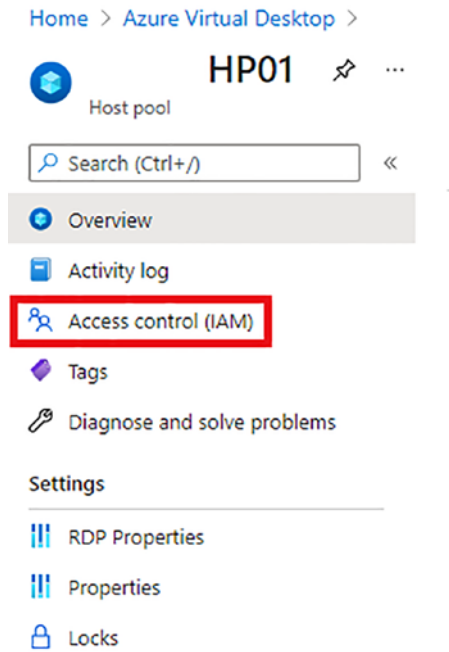 Home > Azure Virtual Desktop >
HP01 ...
Host pool
Search (Ctrl+/) «
Overview
Activity log
Access control (IAM)
Tags
Diagnose and solve problems
Settings
RDP Properties
Properties
Locks